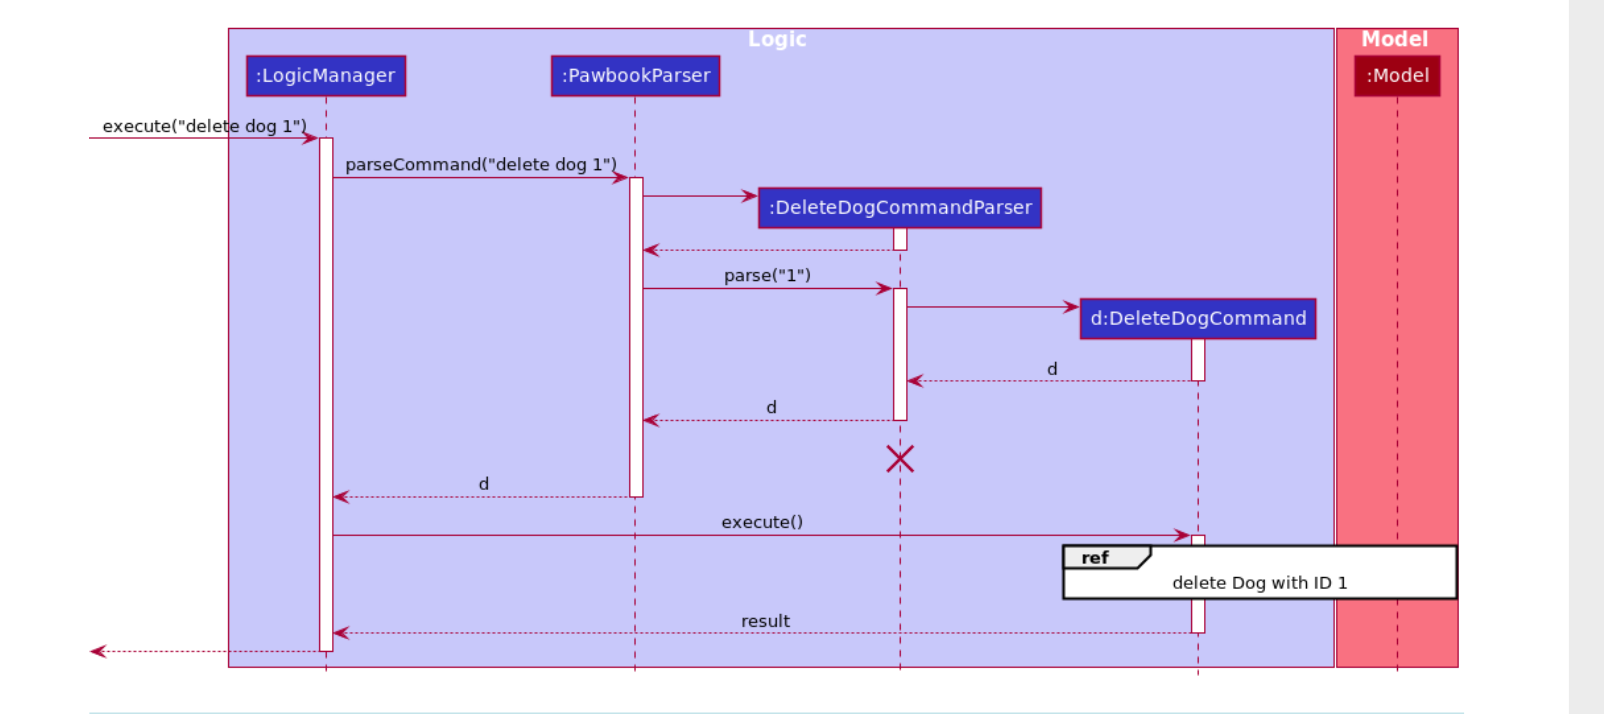 Logic
Model
:LogicManager
:PawbookParser
:Model
execute("delete dog 1")
parseCommand("delete dog 1")
:DeleteDogCommandParser
parse("1")
d:DeleteDogCommand
d
d
d
execute()
ref
delete Dog with ID 1
result